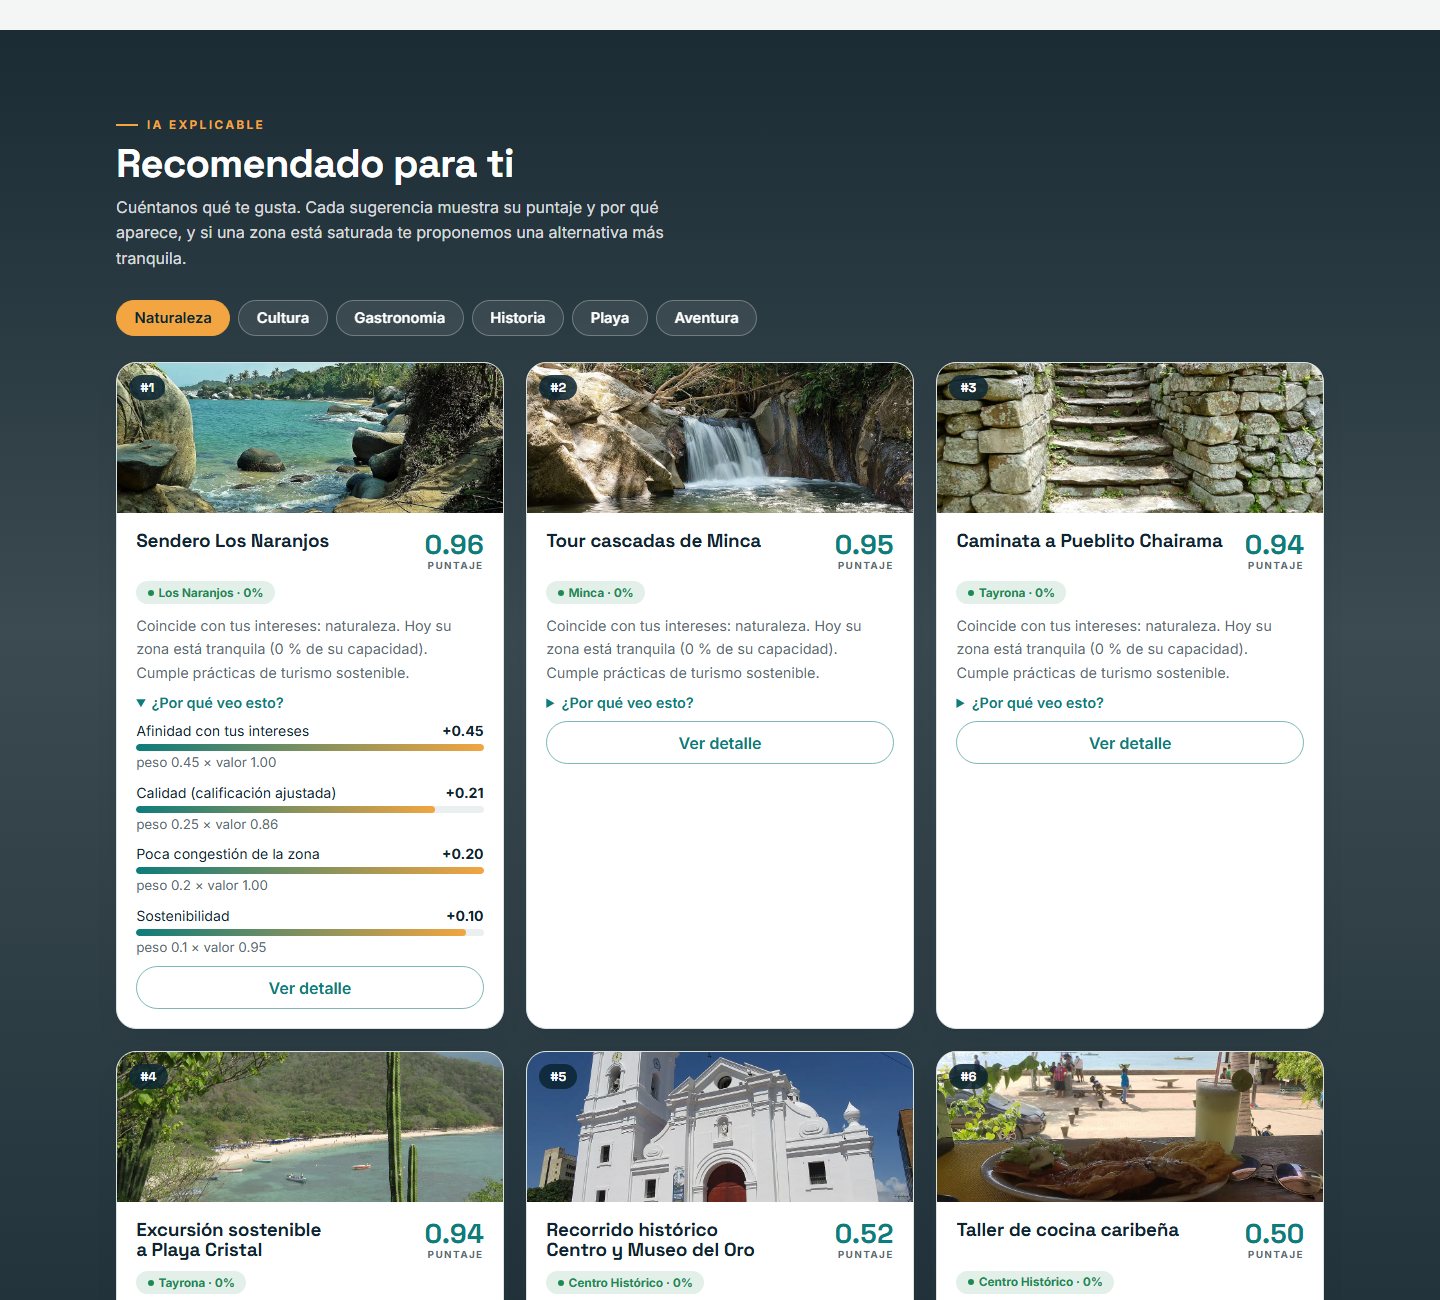 IA EXPLICABLE
Recomendado para ti
Cuéntanos qué te gusta. Cada sugerencia muestra su puntaje y por qué
aparece, y si una zona está saturada te proponemos una alternativa más
tranquila.
Naturaleza
Cultura
Gastronomia
Historia
Playa
Aventura
#1
Sendero Los Naranjos
0.96
PUNTAJE
Los Naranjos · 0%
Coincide con tus intereses: naturaleza. Hoy su
zona está tranquila (0 % de su capacidad).
Cumple prácticas de turismo sostenible.
▼ ¿Por qué veo esto?
Afinidad con tus intereses +0.45
peso 0.45 × valor 1.00
Calidad (calificación ajustada) +0.21
peso 0.25 × valor 0.86
Poca congestión de la zona +0.20
peso 0.2 × valor 1.00
Sostenibilidad +0.10
peso 0.1 × valor 0.95
Ver detalle
#2
Tour cascadas de Minca
0.95
PUNTAJE
Minca · 0%
Coincide con tus intereses: naturaleza. Hoy su
zona está tranquila (0 % de su capacidad).
Cumple prácticas de turismo sostenible.
▶ ¿Por qué veo esto?
Ver detalle
#3
Caminata a Pueblito Chairama
0.94
PUNTAJE
Tayrona · 0%
Coincide con tus intereses: naturaleza. Hoy su
zona está tranquila (0 % de su capacidad).
Cumple prácticas de turismo sostenible.
▶ ¿Por qué veo esto?
Ver detalle
#4
Excursión sostenible
a Playa Cristal
0.94
PUNTAJE
Tayrona · 0%
#5
Recorrido histórico
Centro y Museo del Oro
0.52
PUNTAJE
Centro Histórico · 0%
#6
Taller de cocina caribeña
0.50
PUNTAJE
Centro Histórico · 0%